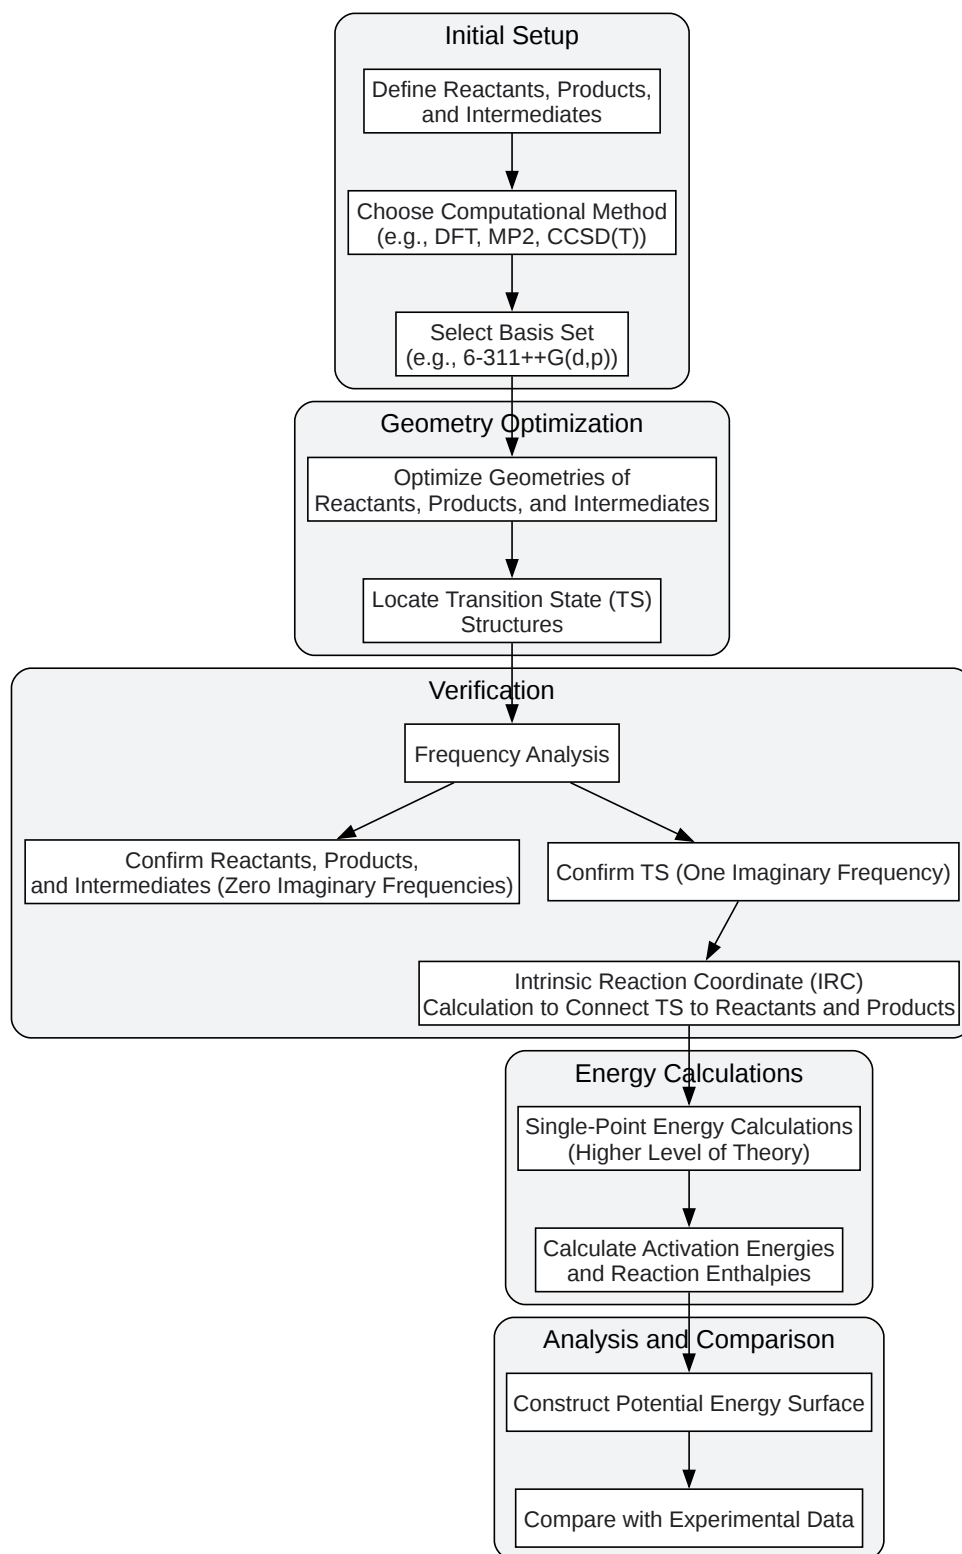 Initial Setup
Define Reactants, Products,
and Intermediates
Choose Computational Method
(e.g., DFT, MP2, CCSD(T))
Select Basis Set
(e.g., 6-311++G(d,p))
Geometry Optimization
Optimize Geometries of
Reactants, Products, and Intermediates
Locate Transition State (TS)
Structures
Verification
Frequency Analysis
Confirm Reactants, Products,
and Intermediates (Zero Imaginary Frequencies)
Confirm TS (One Imaginary Frequency)
Intrinsic Reaction Coordinate (IRC)
Calculation to Connect TS to Reactants and Products
Energy Calculations
Single-Point Energy Calculations
(Higher Level of Theory)
Calculate Activation Energies
and Reaction Enthalpies
Analysis and Comparison
Construct Potential Energy Surface
Compare with Experimental Data